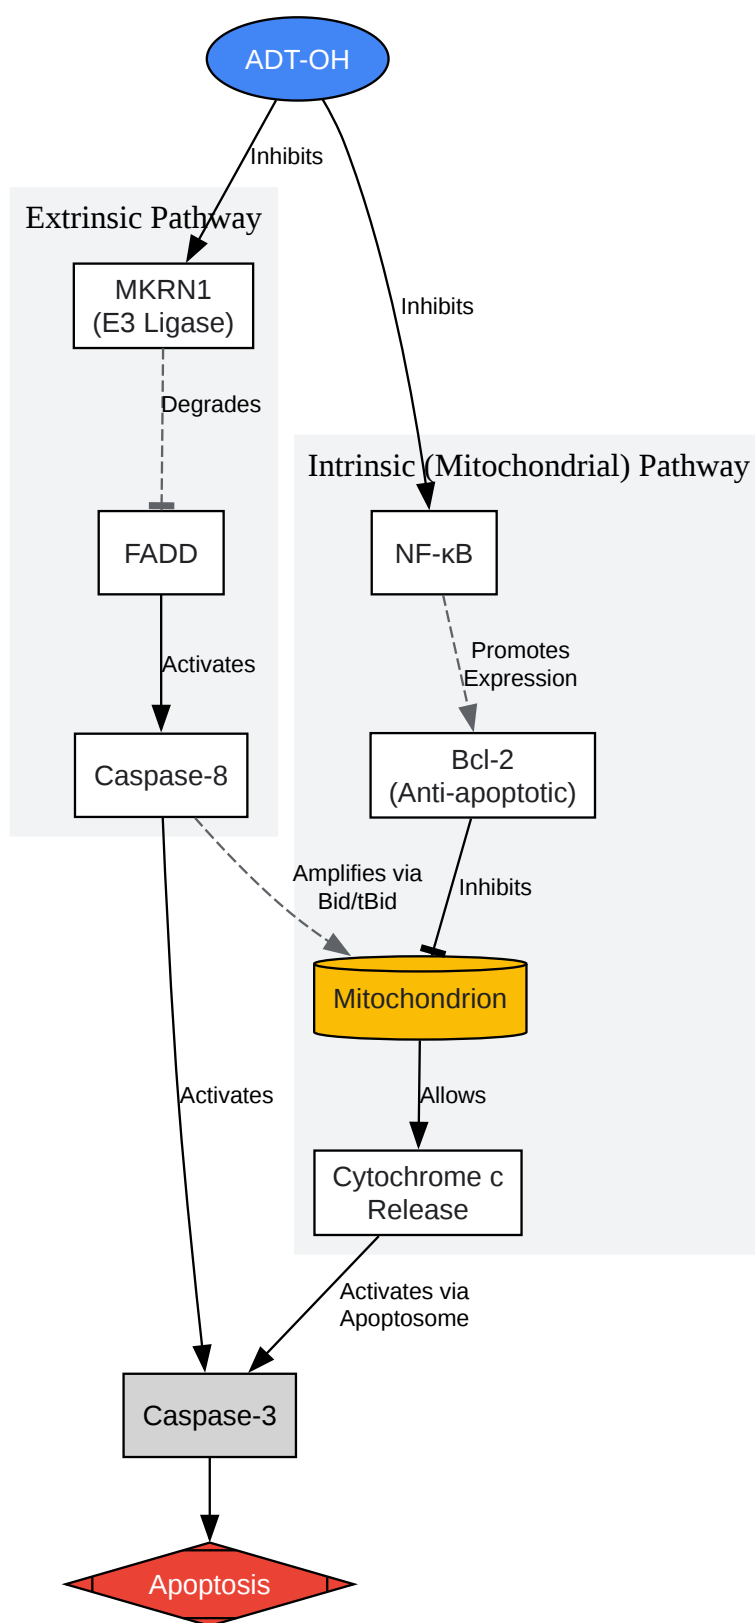 ADT-OH
Inhibits
Extrinsic Pathway
MKRN1
(E3 Ligase)
Inhibits
Degrades
Intrinsic (Mitochondrial) Pathway
FADD
NF-κB
Activates
Promotes
Expression
Caspase-8
Bcl-2
(Anti-apoptotic)
Amplifies via
Bid/tBid
Inhibits
Mitochondrion
Activates
Allows
Cytochrome c
Release
Activates via
Apoptosome
Caspase-3
Apoptosis